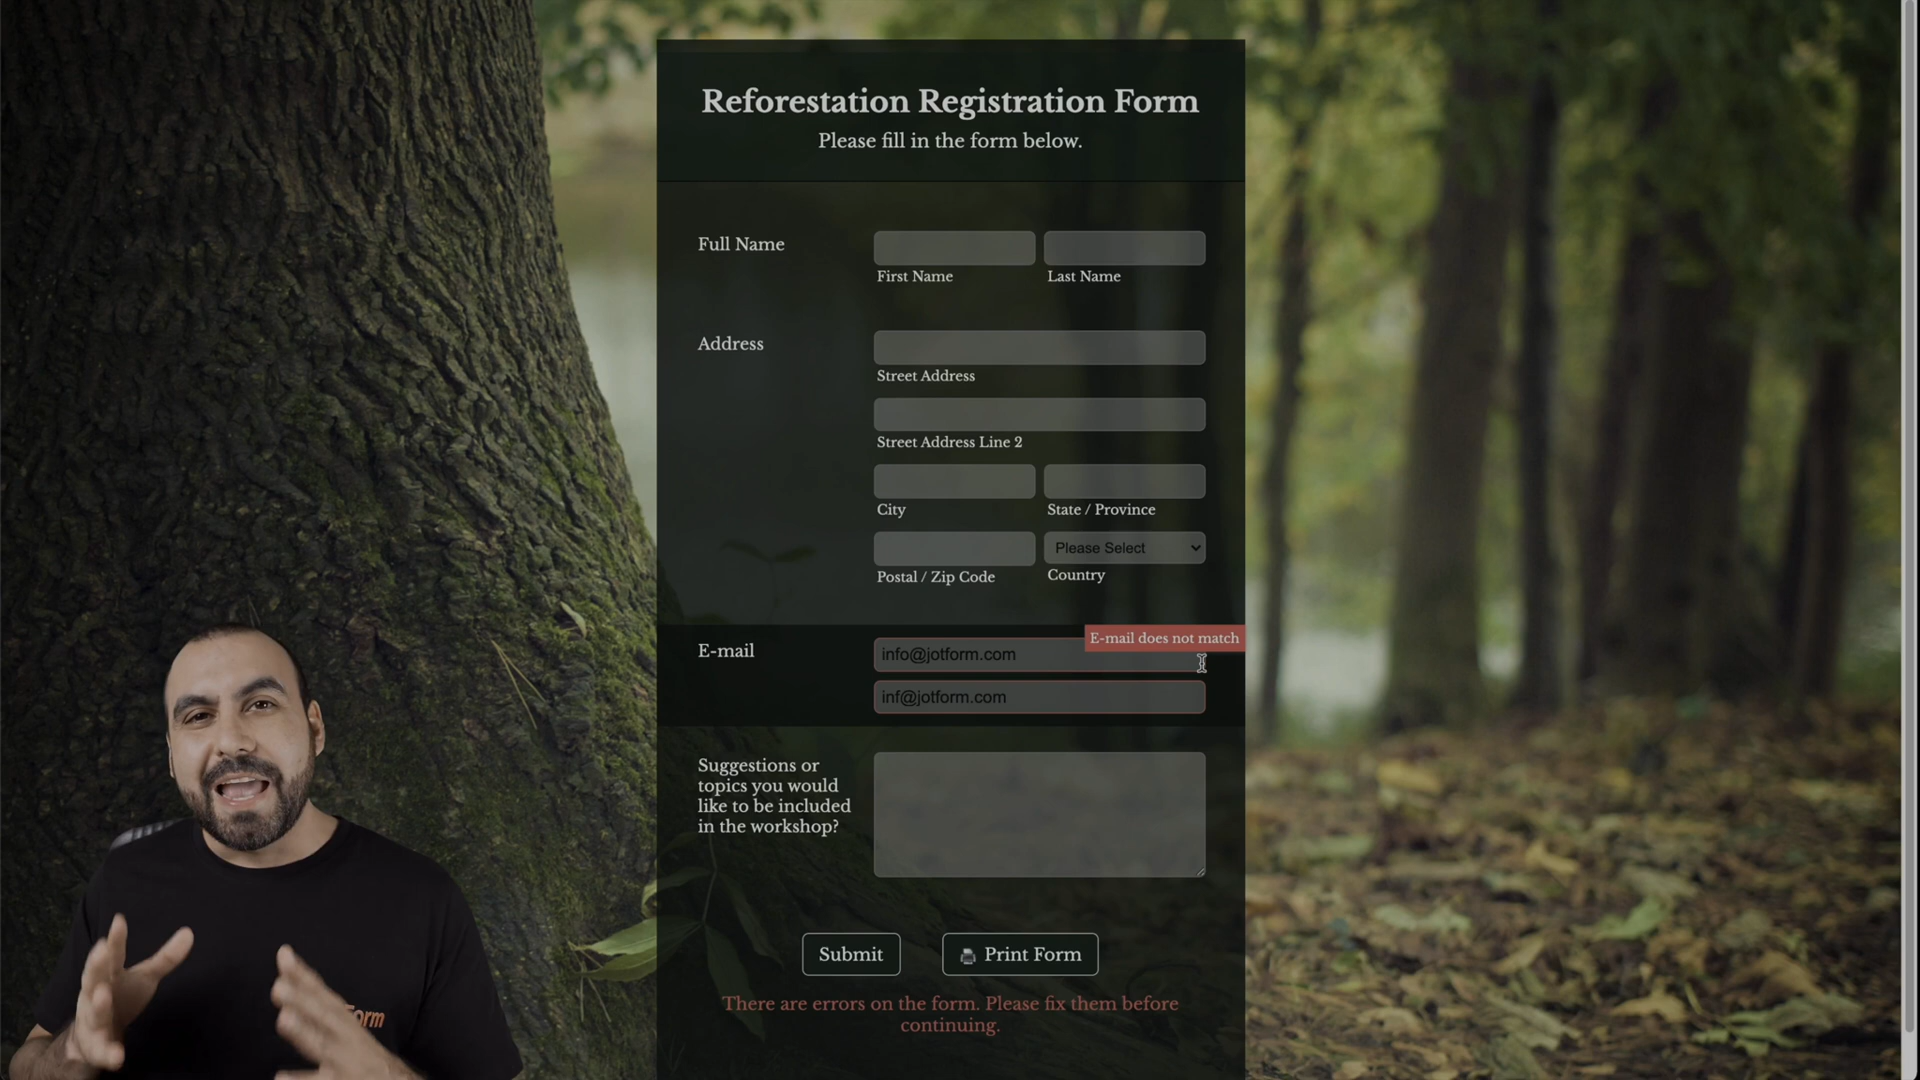 Reforestation Registration Form
Please fill in the form below.
Full Name
First Name
Last Name
Address
Street Address
Street Address Line 2
City
State / Province
Please Select
Postal / Zip Code
Country
E-mail does not match
E-mail
info@jotform.com
inf@jotform.com
Suggestions or
topics you would
like to be included
in the workshop?
Submit
Print Form
There are errors on the form. Please fix them before
continuing.